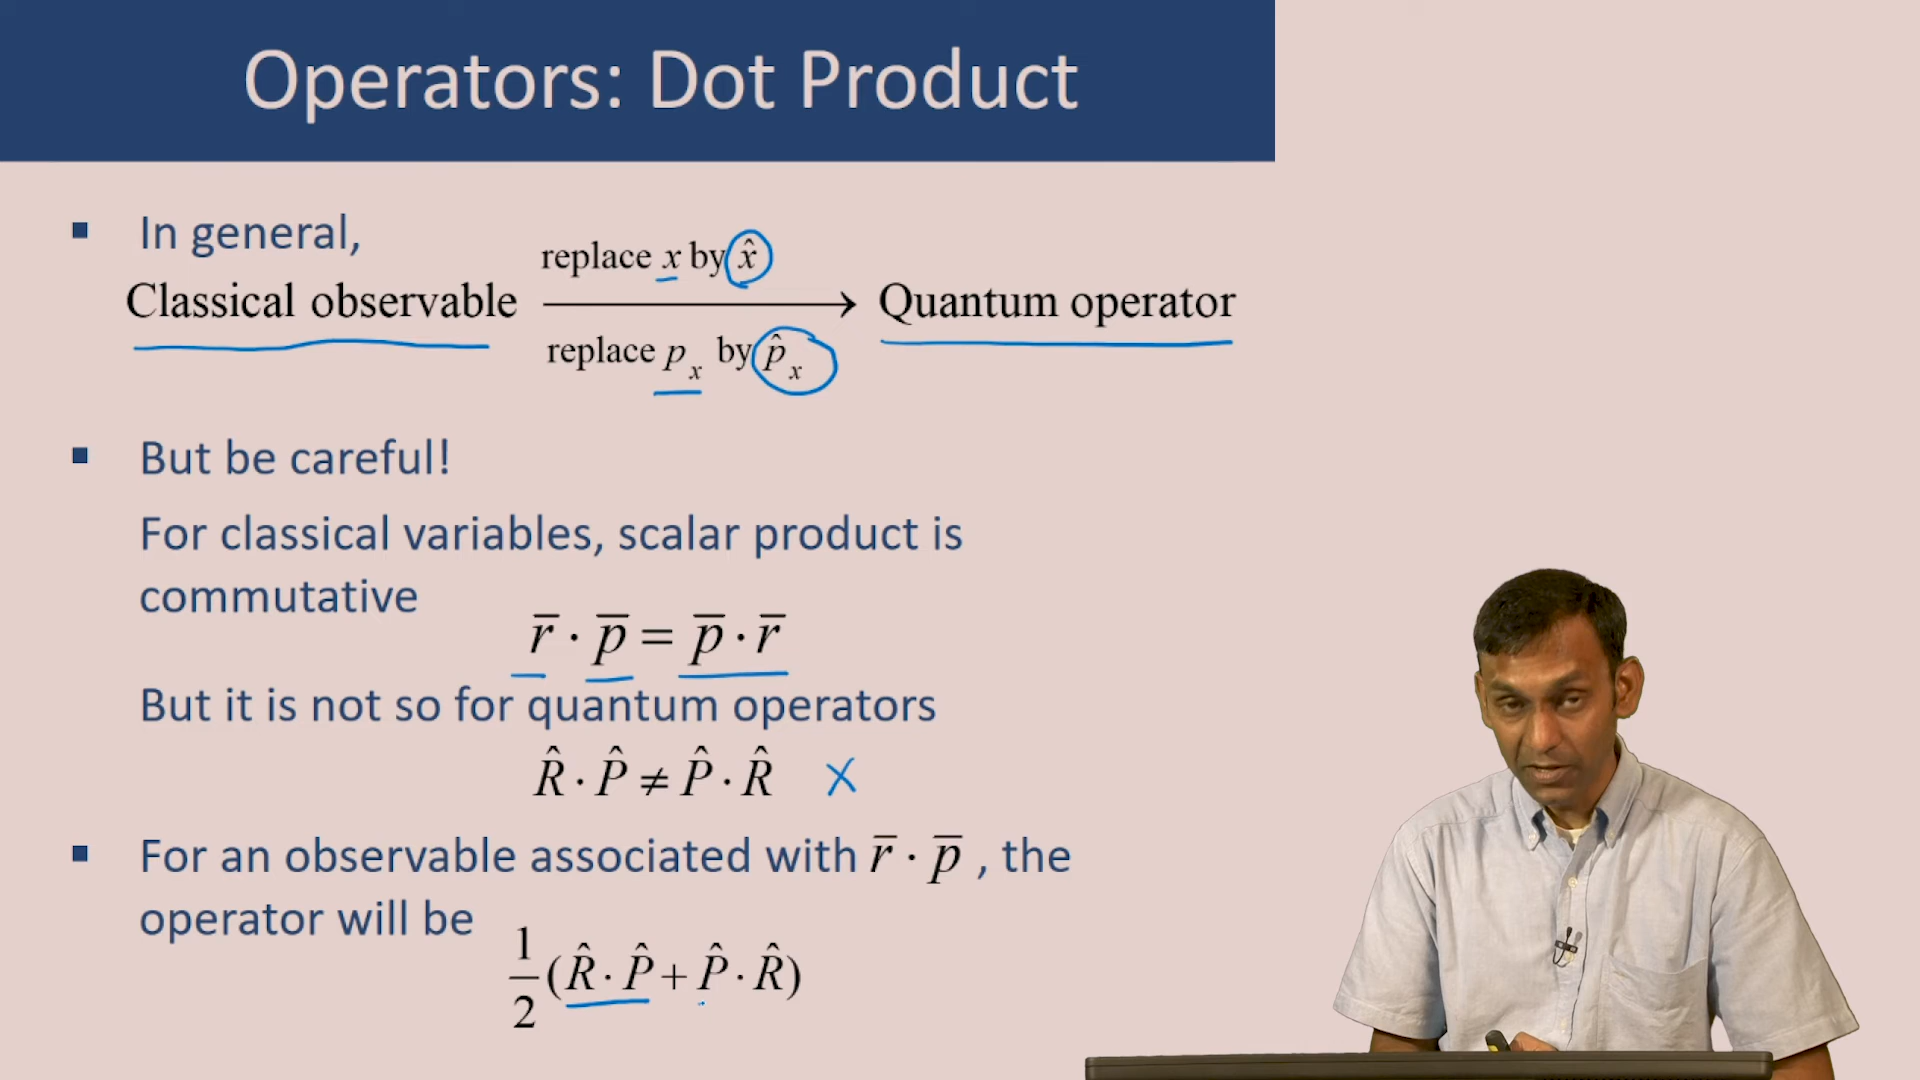 Operators: Dot Product
▪ In general,
replace x by x̂
Classical observable ⟶ Quantum operator
replace pₓ by p̂ₓ
▪ But be careful!
For classical variables, scalar product is
commutative
r̅ · p̅ = p̅ · r̅
But it is not so for quantum operators
R̂ · P̂ ≠ P̂ · R̂ X
▪ For an observable associated with r̅ · p̅ , the
operator will be
1/2 (R̂ · P̂ + P̂ · R̂)